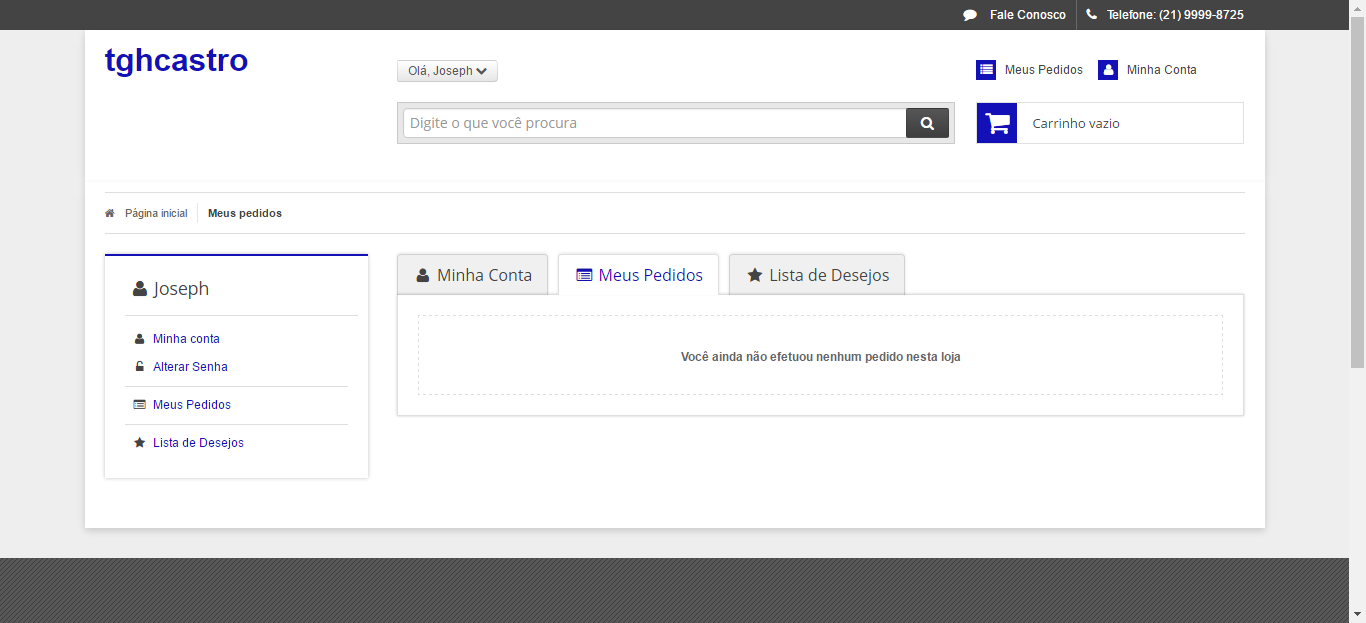 Fale Conosco
Telefone: (21) 9999-8725
tghcastro
Olá, Joseph
Meus Pedidos
Minha Conta
Digite o que você procura
Carrinho vazio
Página inicial
Meus pedidos
Joseph
Minha conta
Alterar Senha
Meus Pedidos
Lista de Desejos
Minha Conta
Meus Pedidos
Lista de Desejos
Você ainda não efetuou nenhum pedido nesta loja